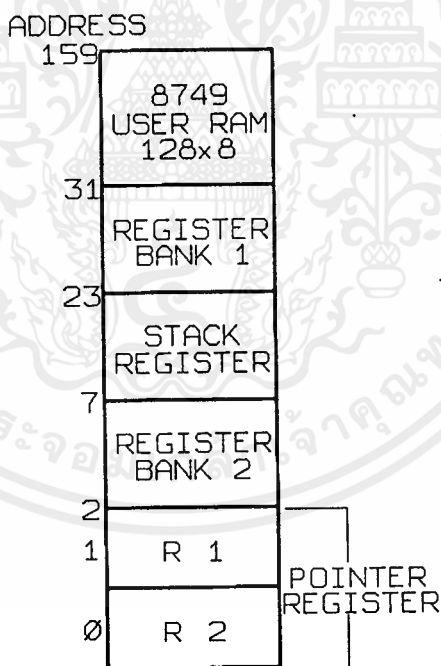 ADDRESS
159
8749
USER RAM
128x8
31
REGISTER
BANK 1
23
STACK
REGISTER
7
REGISTER
BANK 2
2
1
R 1
POINTER
REGISTER
Ø
R 2